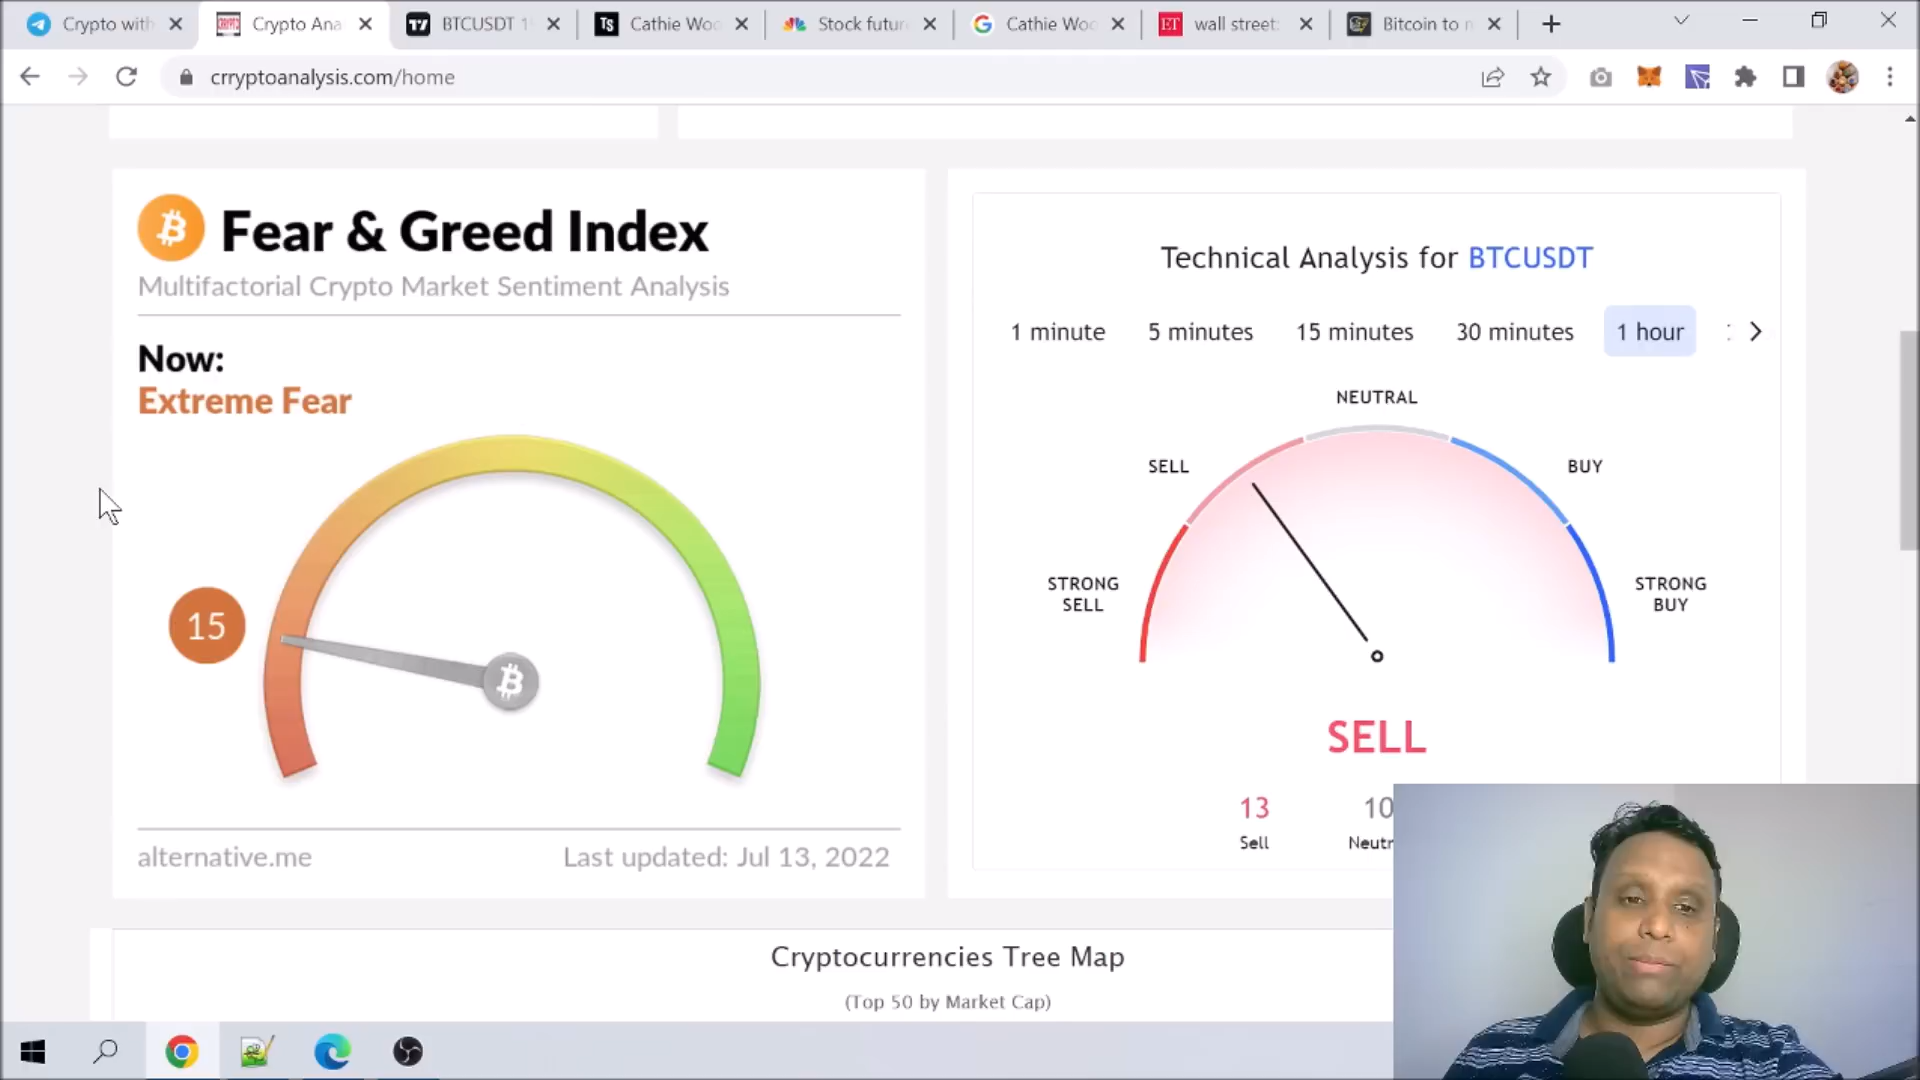 Crypto with
Crypto Ana
BTCUSDT 1
Cathie Woo
Stock futur
Cathie Woo
wall street:
Bitcoin to m
crryptoanalysis.com/home
Fear & Greed Index
Multifactorial Crypto Market Sentiment Analysis
Now:
Extreme Fear
15
alternative.me
Last updated: Jul 13, 2022
Technical Analysis for BTCUSDT
1 minute
5 minutes
15 minutes
30 minutes
1 hour
NEUTRAL
SELL
BUY
STRONG
SELL
STRONG
BUY
SELL
13
10
Sell
Neutr
Cryptocurrencies Tree Map
(Top 50 by Market Cap)